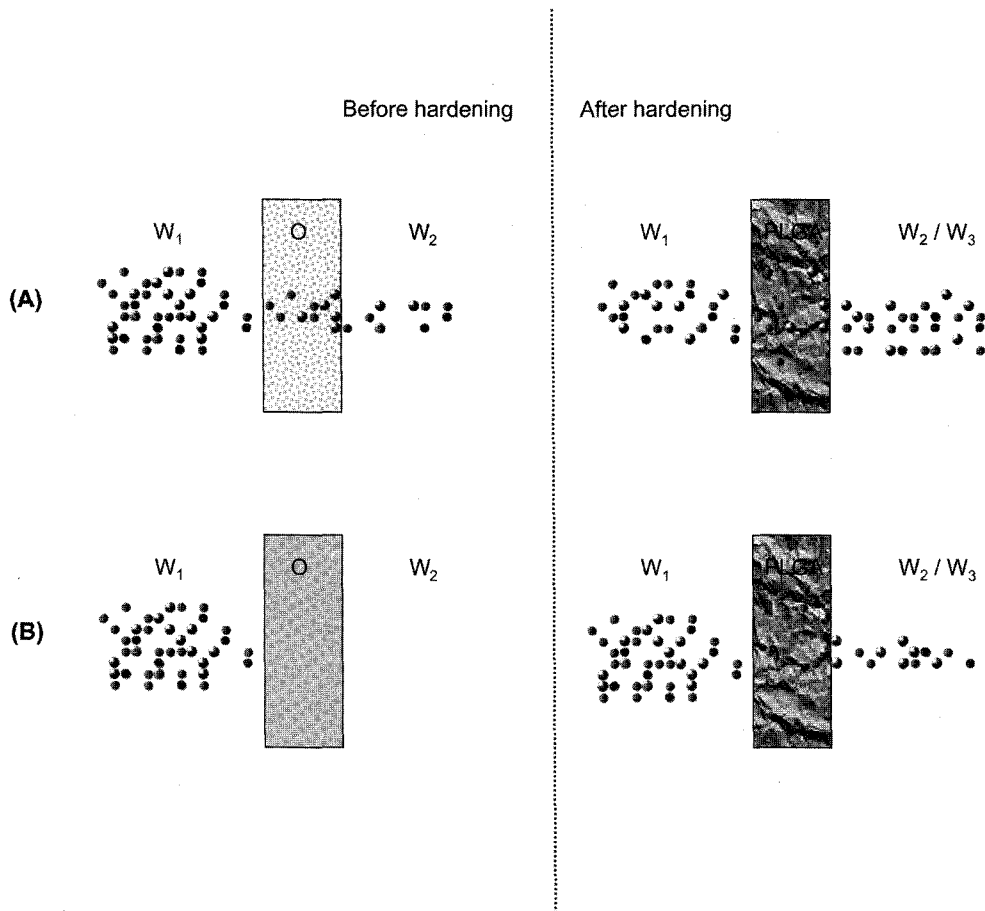 Before hardening After hardening
W₁ O W₂ W₁ W₂ / W₃
(A)
W₁ O W₂ W₁ W₂ / W₃
(B)